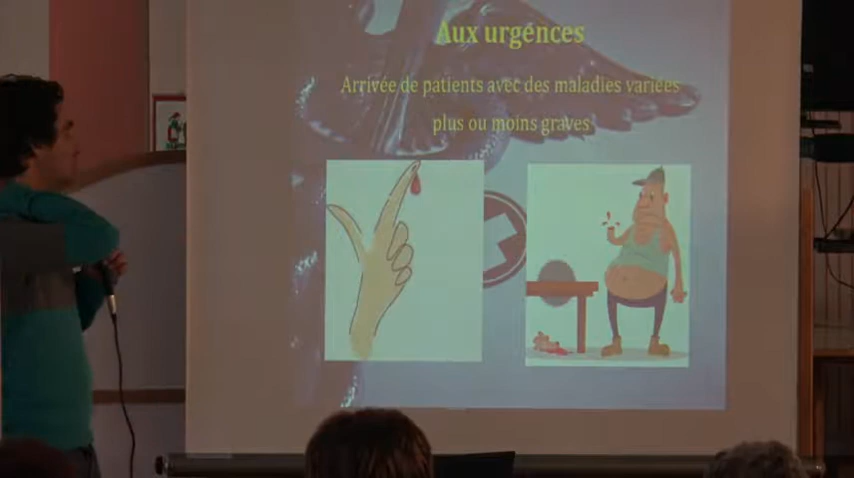 Aux urgences
Arrivée de patients avec des maladies variées
plus ou moins graves